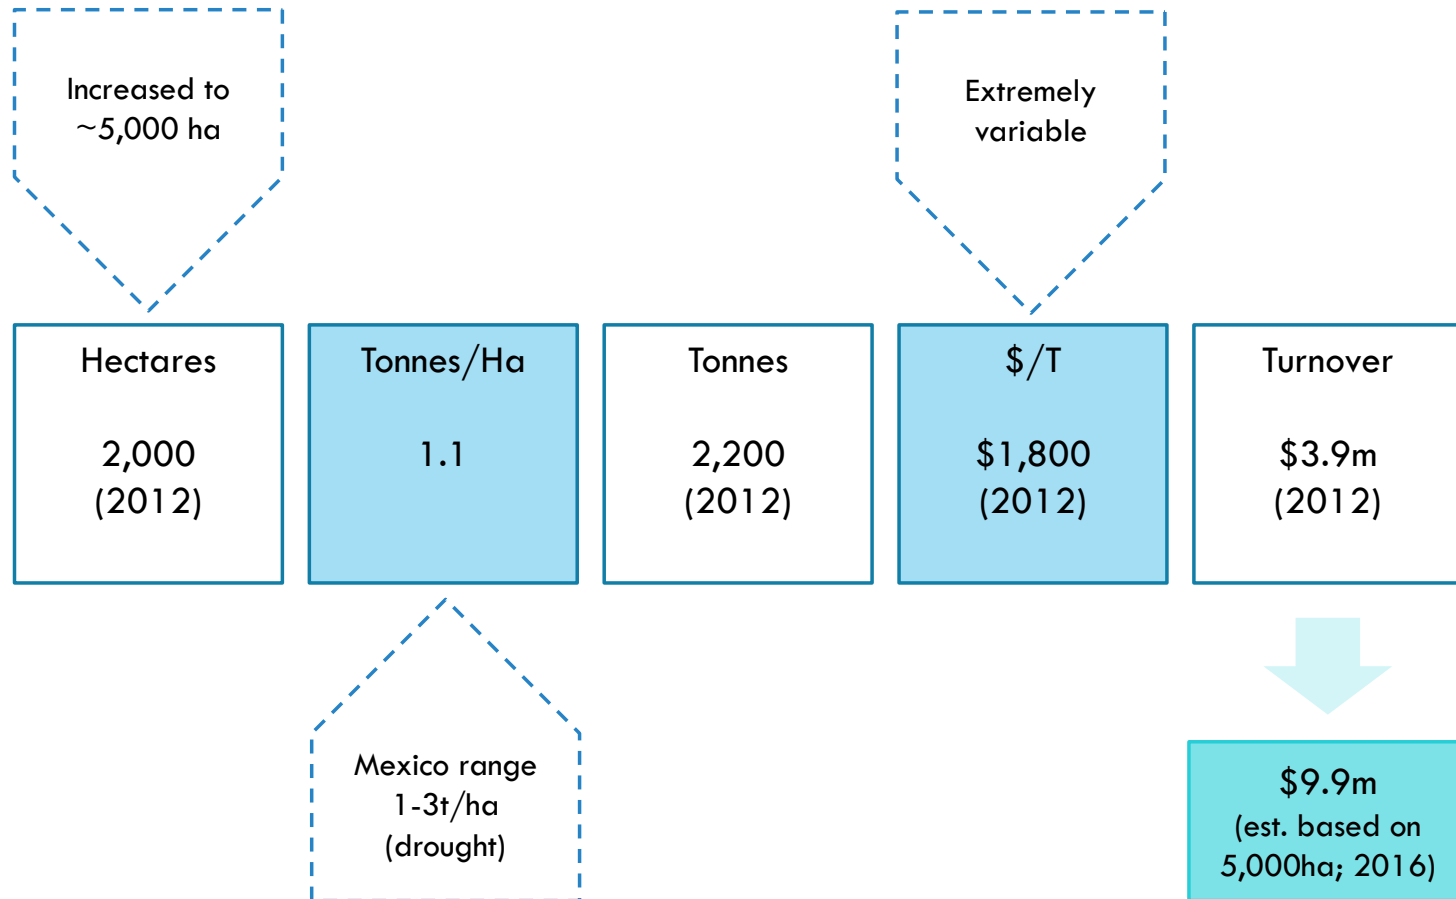 Increased to
~5,000 ha
Extremely
variable
Hectares
2,000
(2012)
Tonnes/Ha
1.1
Tonnes
2,200
(2012)
$/T
$1,800
(2012)
Turnover
$3.9m
(2012)
Mexico range
1-3t/ha
(drought)
$9.9m
(est. based on
5,000ha; 2016)